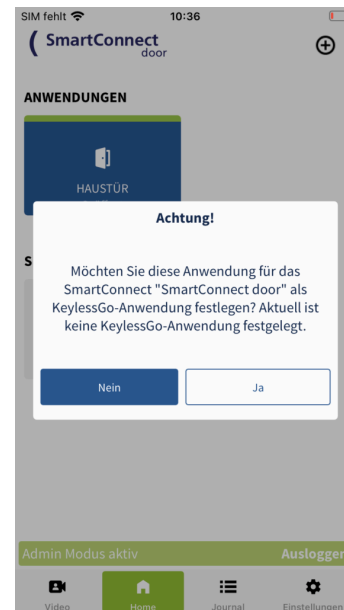 SIM fehlt 10:36
( SmartConnect
door
ANWENDUNGEN
HAUSTÜR
Achtung!
S
Möchten Sie diese Anwendung für das
SmartConnect "SmartConnect door" als
KeylessGo-Anwendung festlegen? Aktuell ist
keine KeylessGo-Anwendung festgelegt.
Nein Ja
Admin Modus aktiv Ausloggen
Video Home Journal Einstellungen